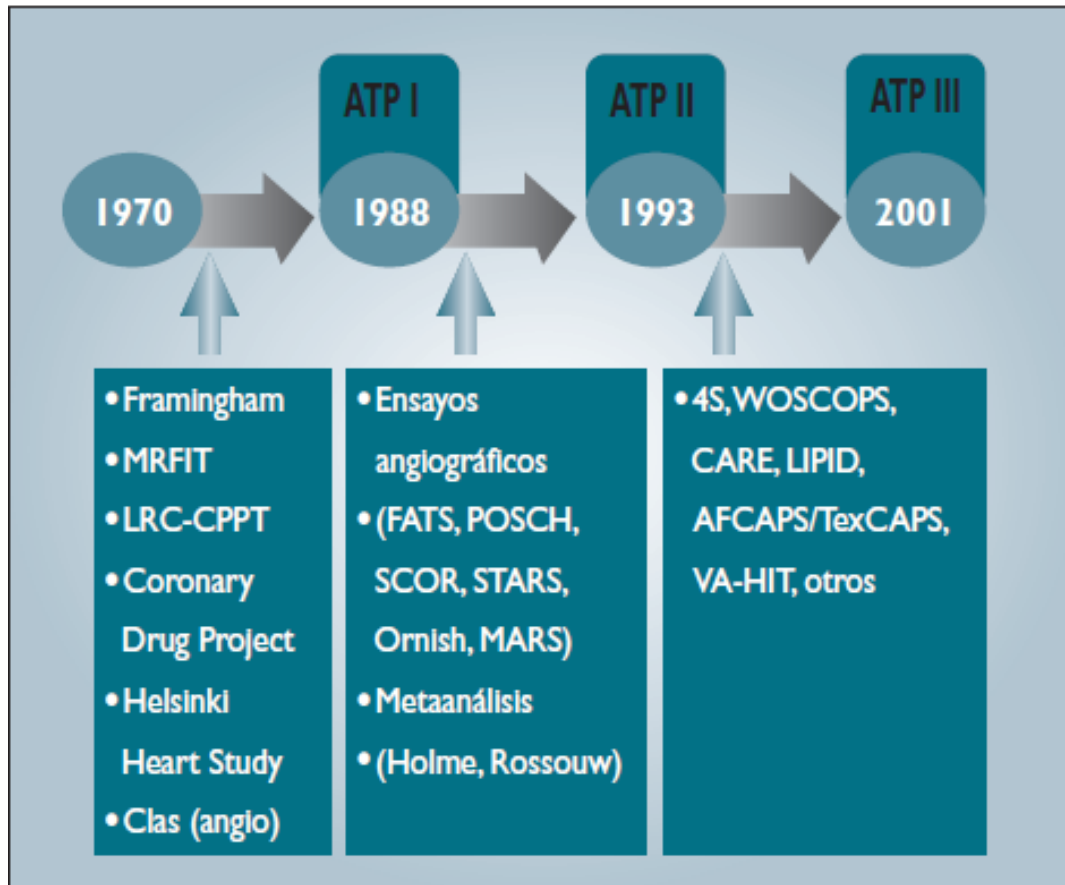 ATP I
ATP II
ATP III
1970
1988
1993
2001
• Framingham
• MRFIT
• LRC-CPPT
• Coronary
Drug Project
• Helsinki
Heart Study
• Clas (angio)
• Ensayos
angiográficos
• (FATS, POSCH,
SCOR, STARS,
Ornish, MARS)
• Metaanálisis
• (Holme, Rossouw)
• 4S, WOSCOPS,
CARE, LIPID,
AFCAPS/TexCAPS,
VA-HIT, otros